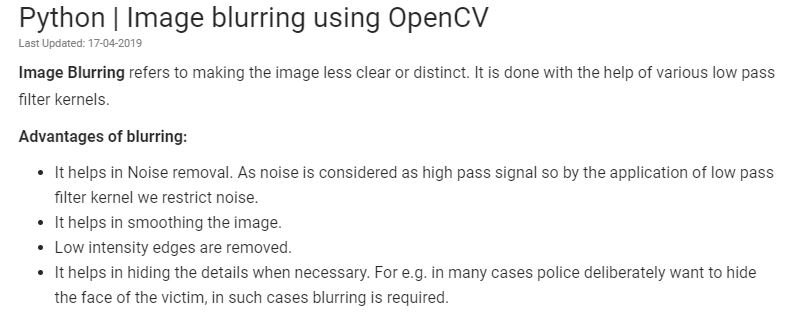 Python | Image blurring using OpenCV
Last Updated: 17-04-2019
Image Blurring refers to making the image less clear or distinct. It is done with the help of various low pass
filter kernels.
Advantages of blurring:
• It helps in Noise removal. As noise is considered as high pass signal so by the application of low pass
filter kernel we restrict noise.
• It helps in smoothing the image.
• Low intensity edges are removed.
• It helps in hiding the details when necessary. For e.g. in many cases police deliberately want to hide
the face of the victim, in such cases blurring is required.